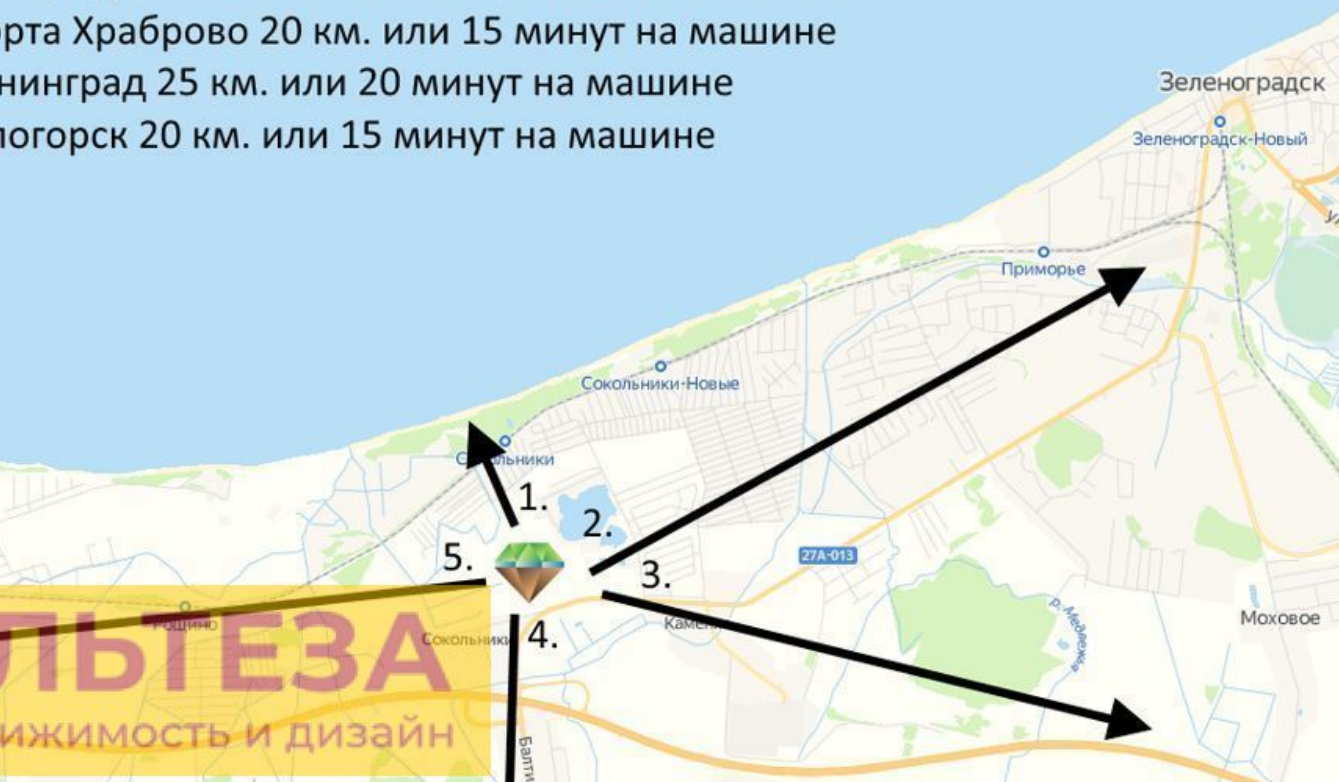 рта Храброво 20 км. или 15 минут на машине
нинград 25 км. или 20 минут на машине
логорск 20 км. или 15 минут на машине
Зеленоградск
Зеленоградск-Новый
Приморье
Сокольники-Новые
Сокольники
1.
2.
27А-013
5.
3.
р. Медвежья
Моховое
Рощино
Камен
Сокольники
4.
ЛЬТЕЗА
ижимость и дизайн
Балти